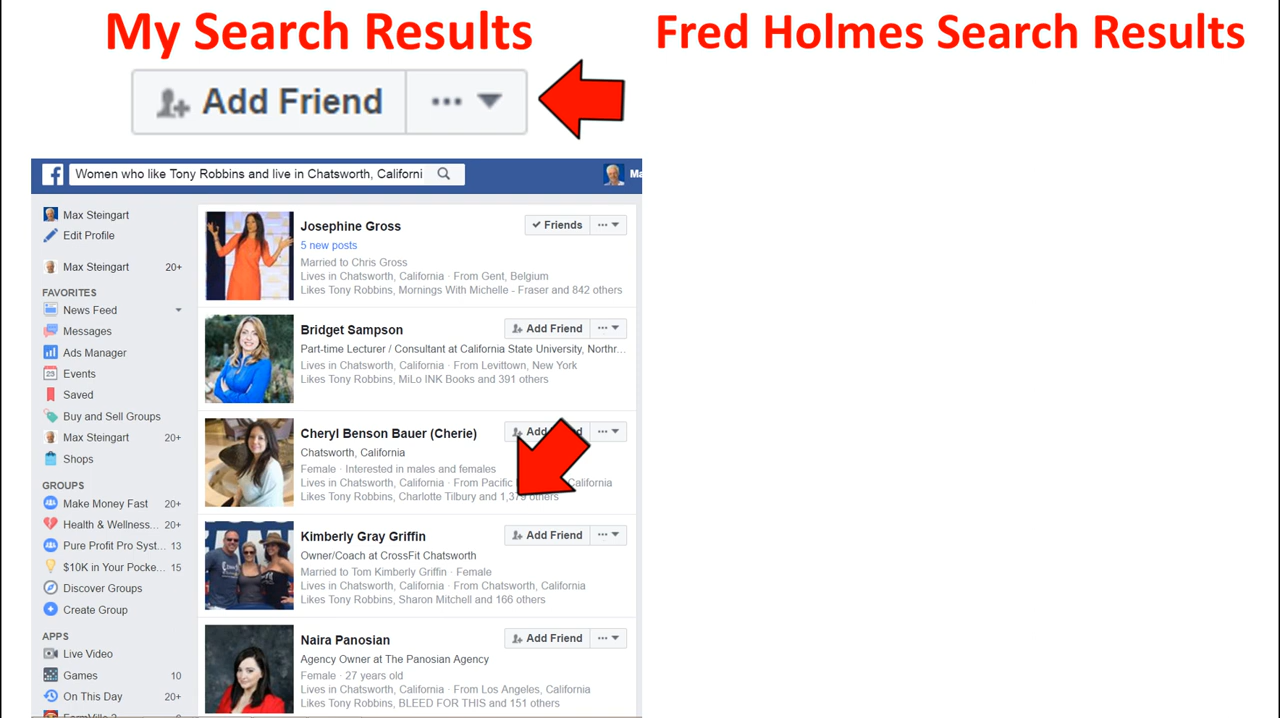 My Search Results
Fred Holmes Search Results
Add Friend
Women who like Tony Robbins and live in Chatsworth, Californi
Ma
Max Steingart
Edit Profile
Max Steingart 20+
FAVORITES
News Feed
Messages
Ads Manager
Events
Saved
Buy and Sell Groups
Max Steingart 20+
Shops
GROUPS
Make Money Fast 20+
Health & Wellness... 20+
Pure Profit Pro Syst... 13
$10K in Your Pocke... 15
Discover Groups
Create Group
APPS
Live Video
Games 10
On This Day 20+
Josephine Gross
Friends
5 new posts
Married to Chris Gross
Lives in Chatsworth, California · From Gent, Belgium
Likes Tony Robbins, Mornings With Michelle - Fraser and 842 others
Bridget Sampson
Add Friend
Part-time Lecturer / Consultant at California State University, Northr...
Lives in Chatsworth, California · From Levittown, New York
Likes Tony Robbins, MiLo INK Books and 391 others
Cheryl Benson Bauer (Cherie)
Chatsworth, California
Female · Interested in males and females
Lives in Chatsworth, California · From Pacific California
Likes Tony Robbins, Charlotte Tilbury and others
Kimberly Gray Griffin
Add Friend
Owner/Coach at CrossFit Chatsworth
Married to Tom Kimberly Griffin · Female
Lives in Chatsworth, California · From Chatsworth, California
Likes Tony Robbins, Sharon Mitchell and 166 others
Naira Panosian
Add Friend
Agency Owner at The Panosian Agency
Female · 27 years old
Lives in Chatsworth, California · From Los Angeles, California
Likes Tony Robbins, BLEED FOR THIS and 151 others